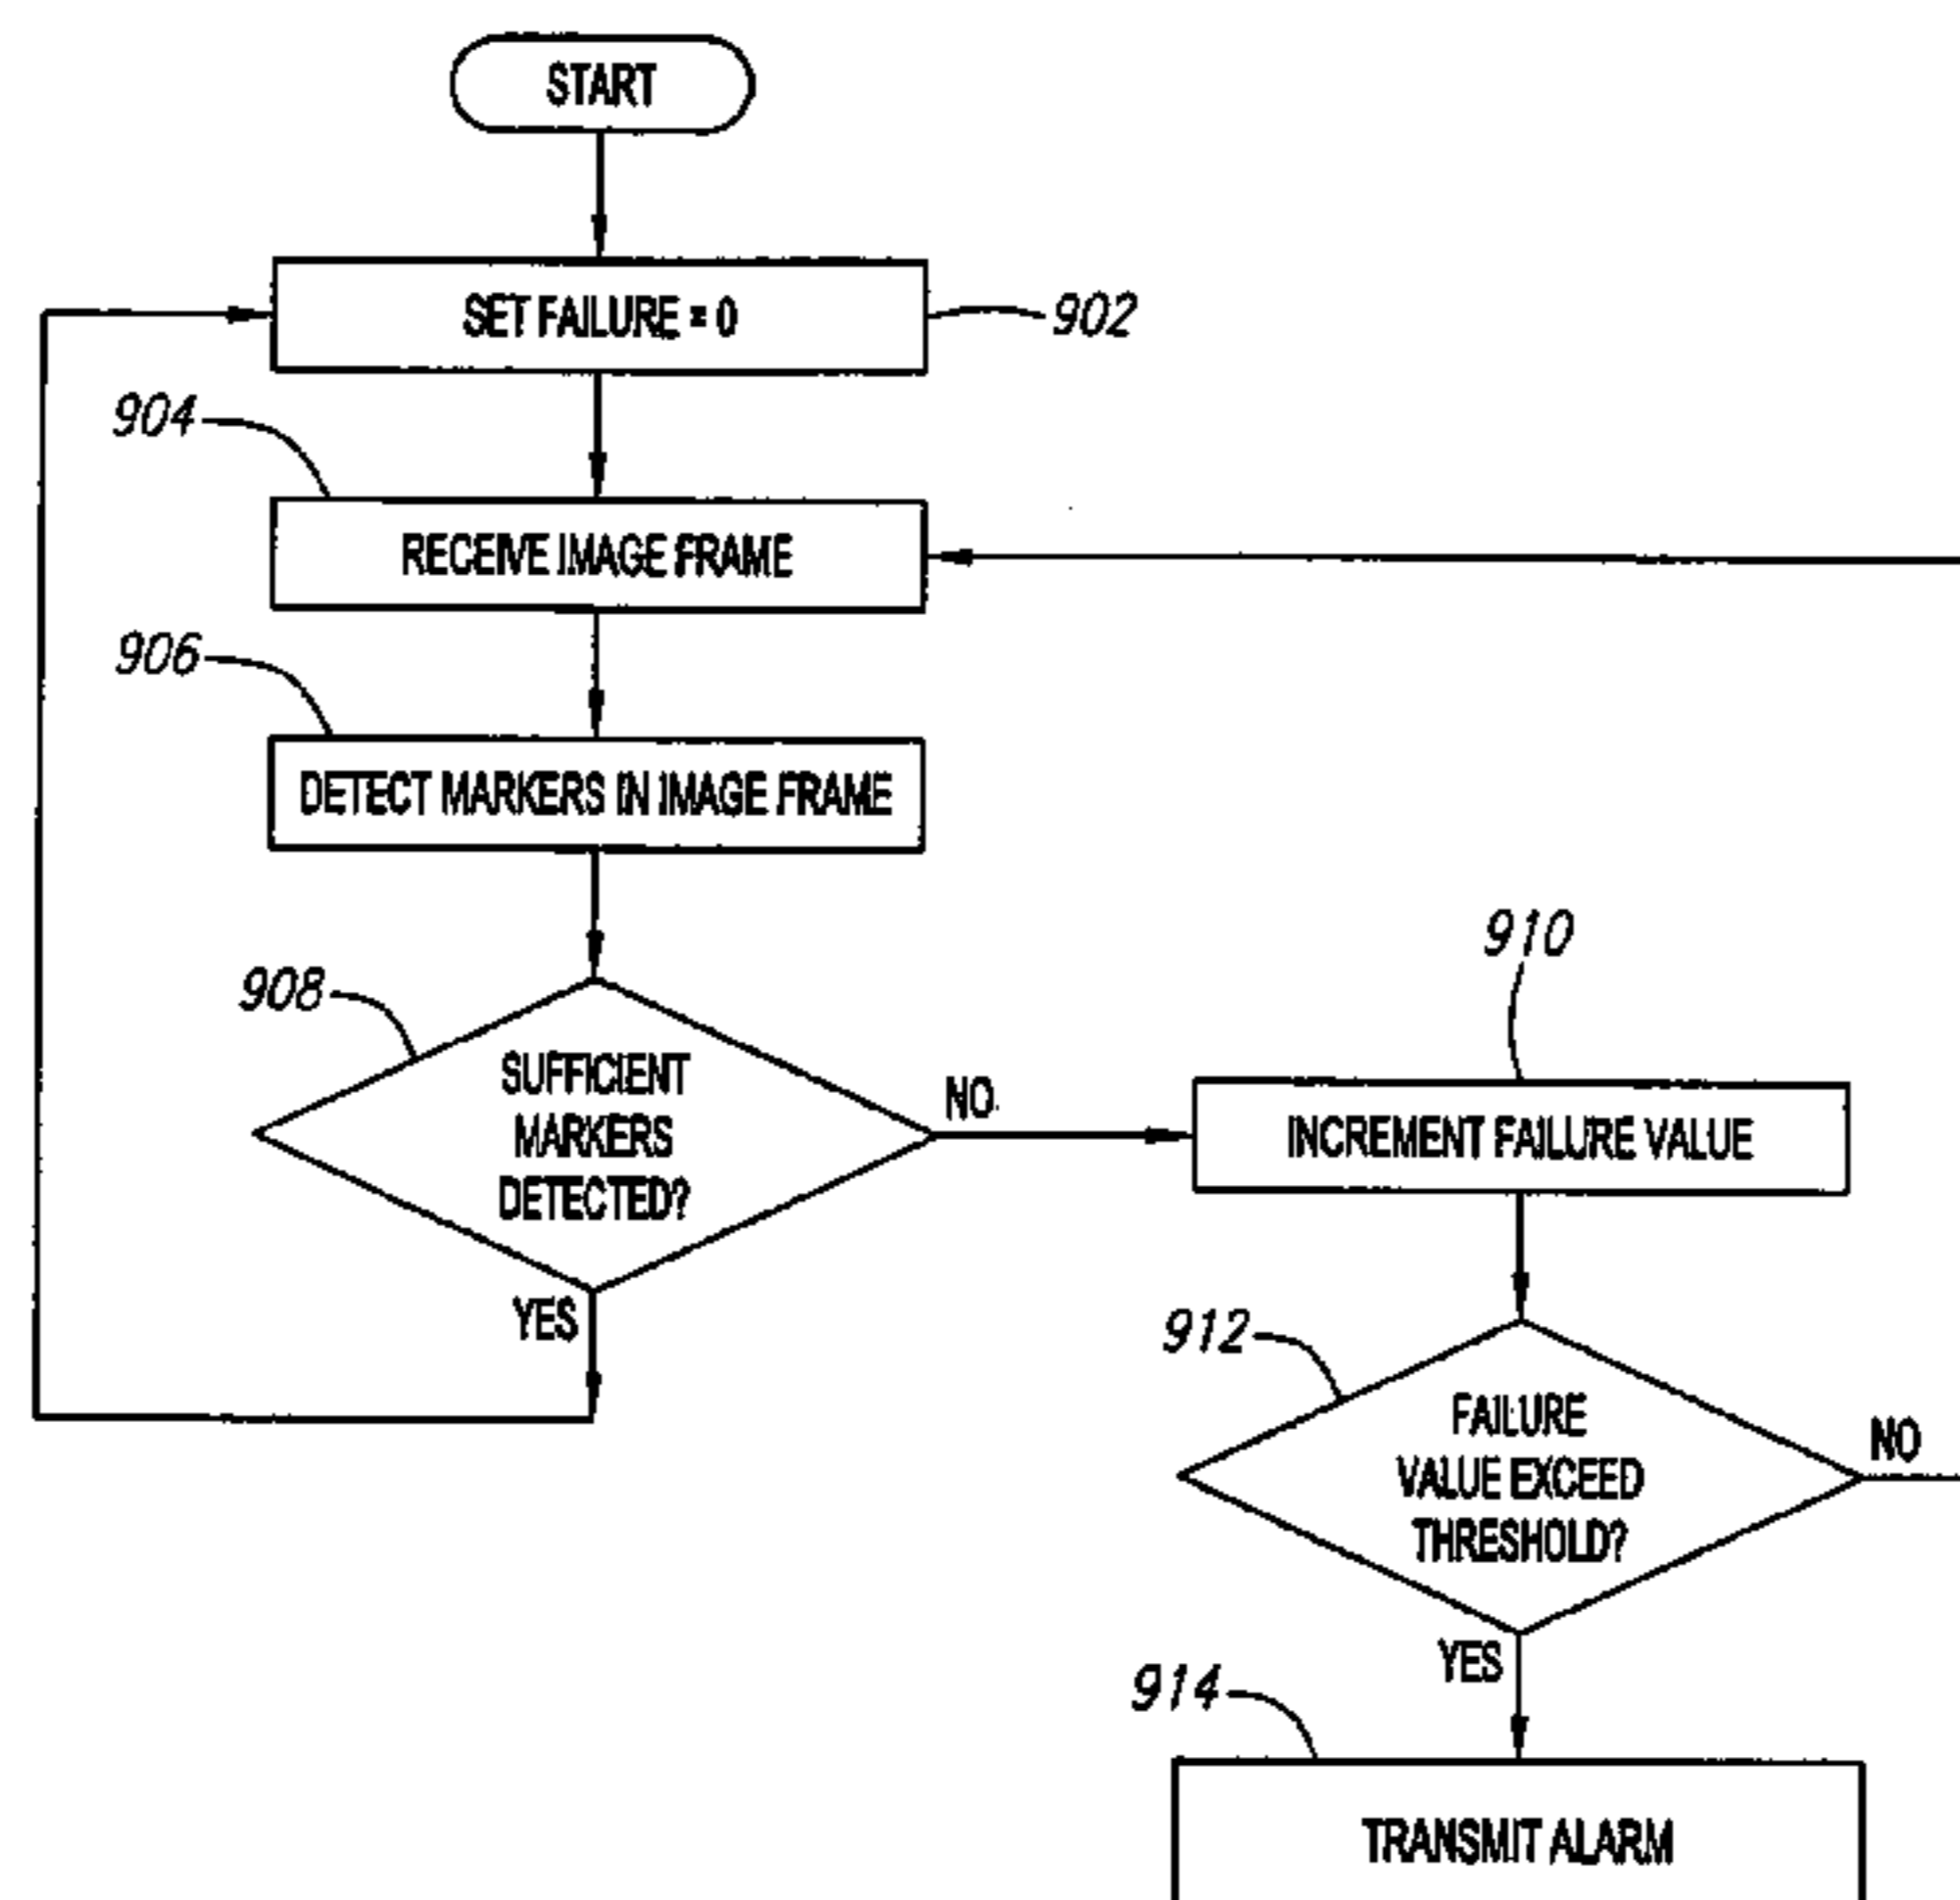 START
SET FAILURE = 0
902
904
RECEIVE IMAGE FRAME
906
DETECT MARKERS IN IMAGE FRAME
908
SUFFICIENT
MARKERS
DETECTED?
NO
YES
910
INCREMENT FAILURE VALUE
912
FAILURE
VALUE EXCEED
THRESHOLD?
NO
YES
914
TRANSMIT ALARM